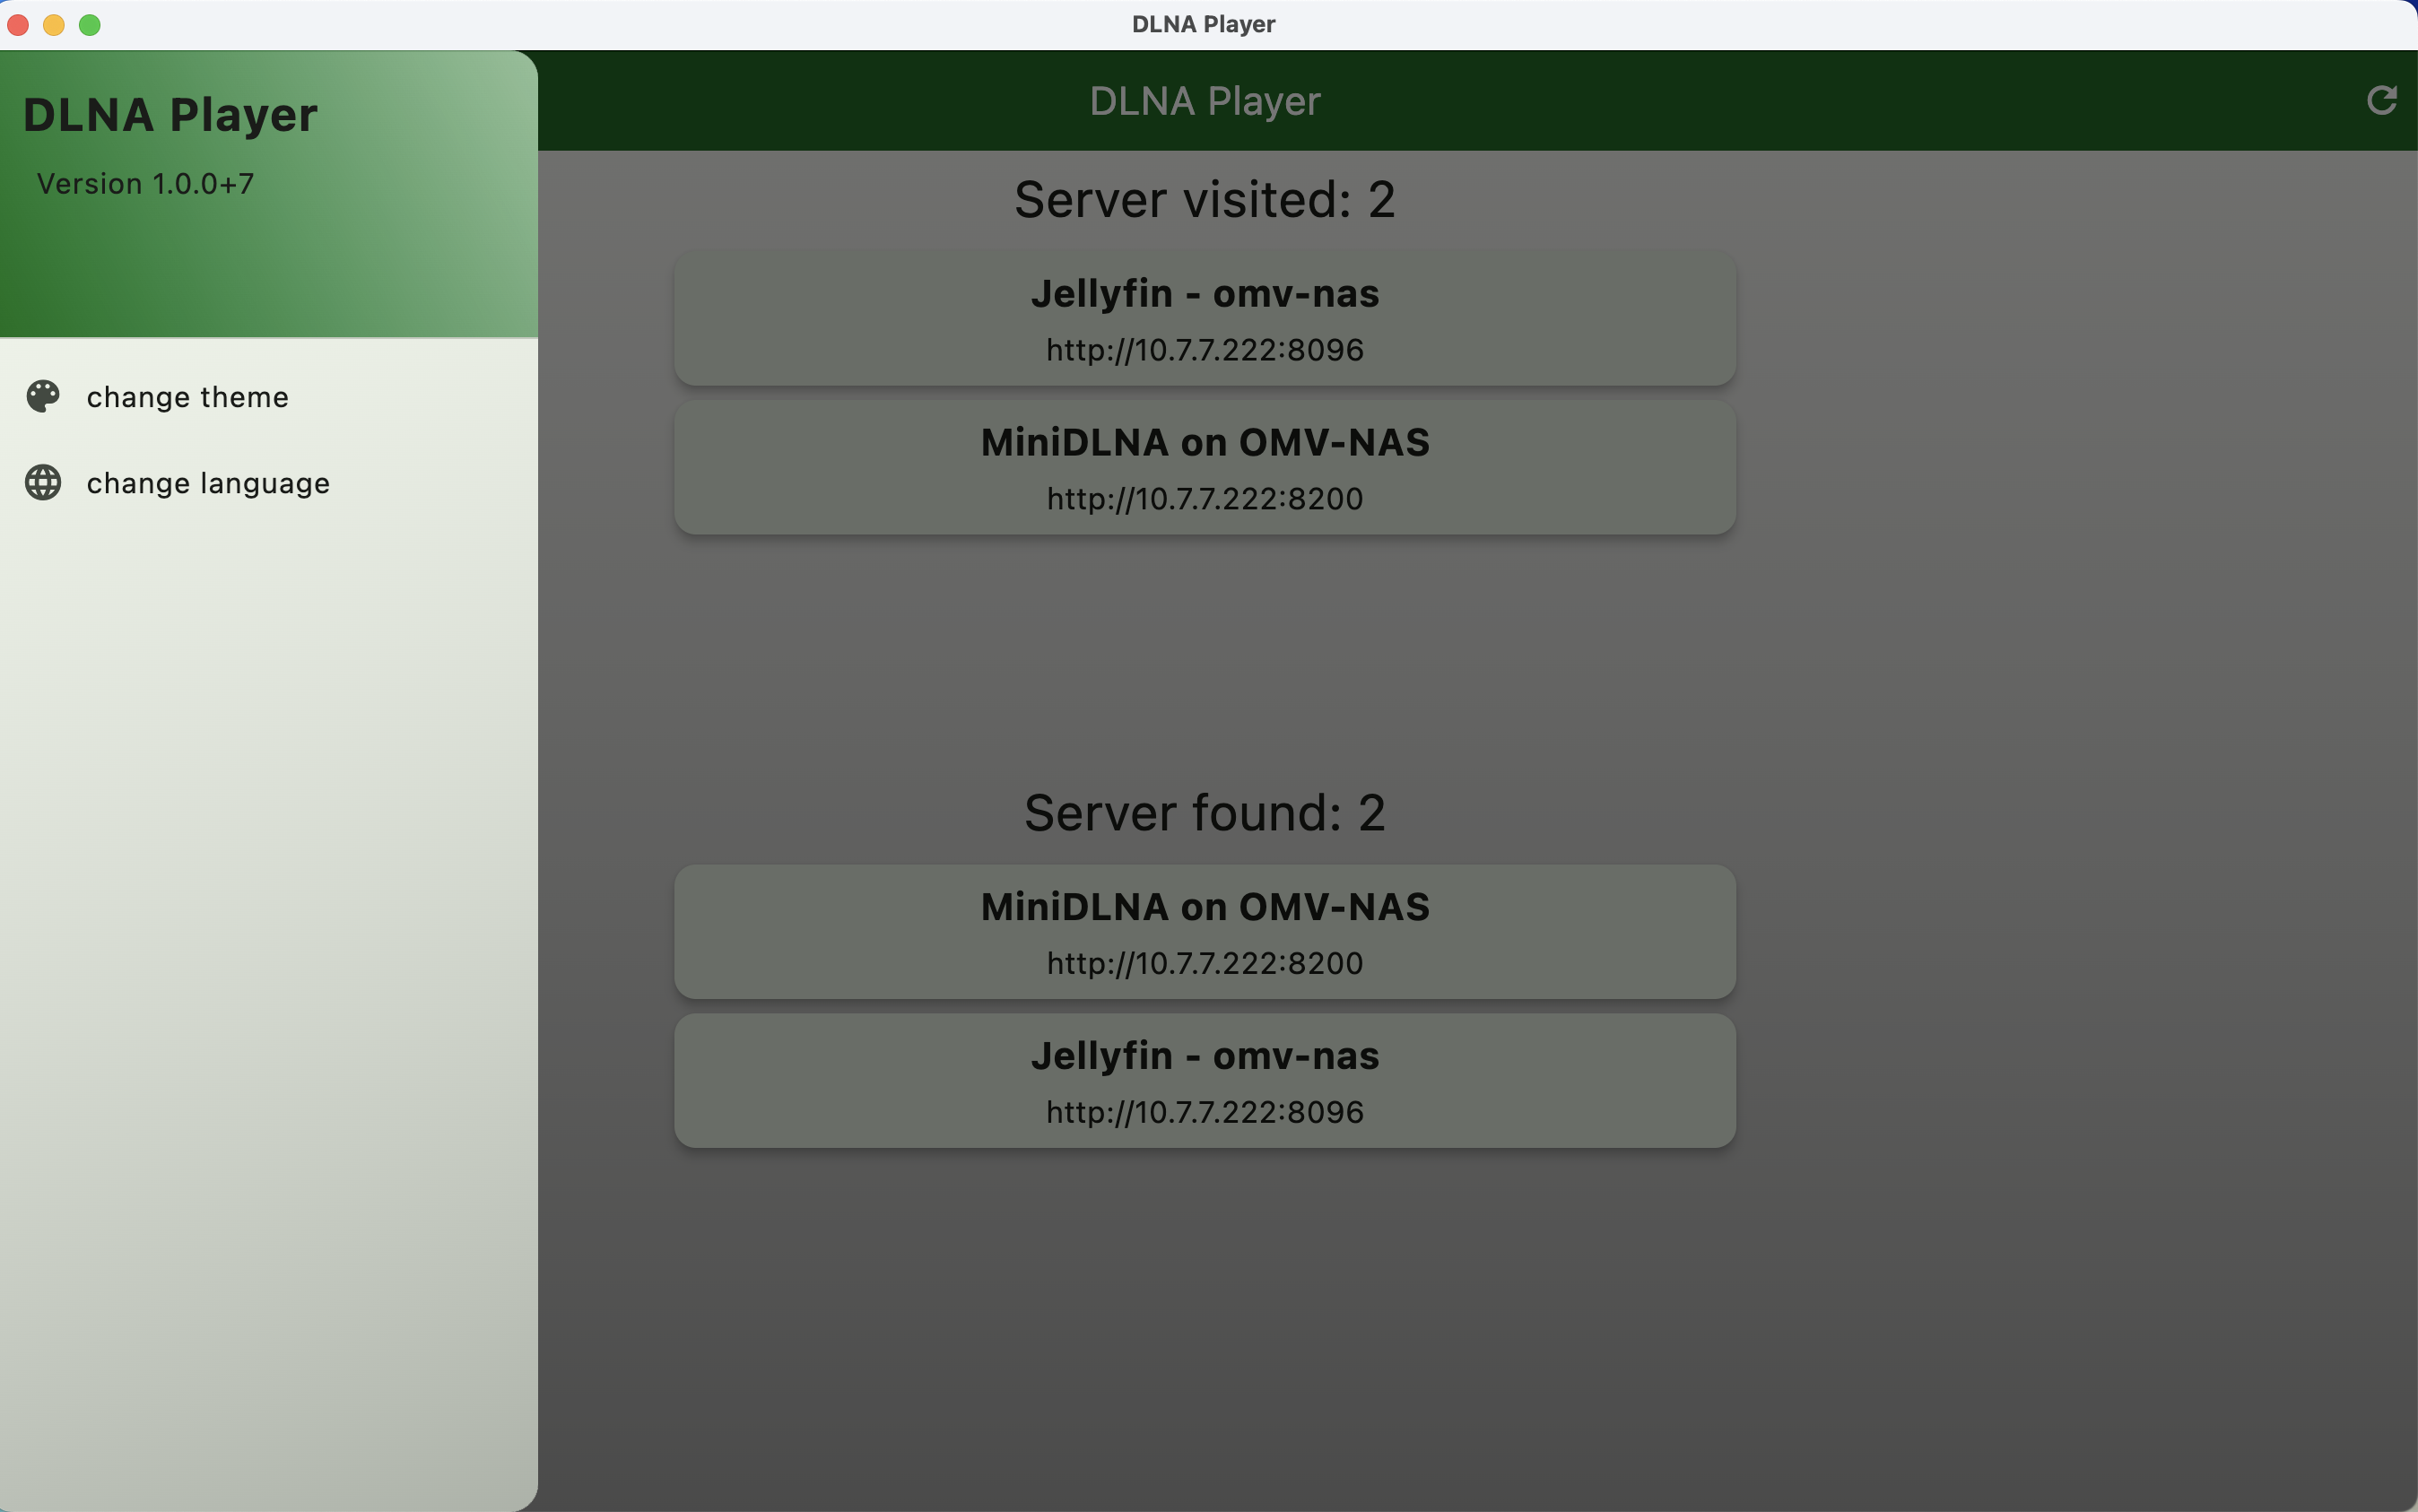 DLNA Player
DLNA Player
Version 1.0.0+7
change theme
change language
DLNA Player
Server visited: 2
Jellyfin - omv-nas
http://10.7.7.222:8096
MiniDLNA on OMV-NAS
http://10.7.7.222:8200
Server found: 2
MiniDLNA on OMV-NAS
http://10.7.7.222:8200
Jellyfin - omv-nas
http://10.7.7.222:8096